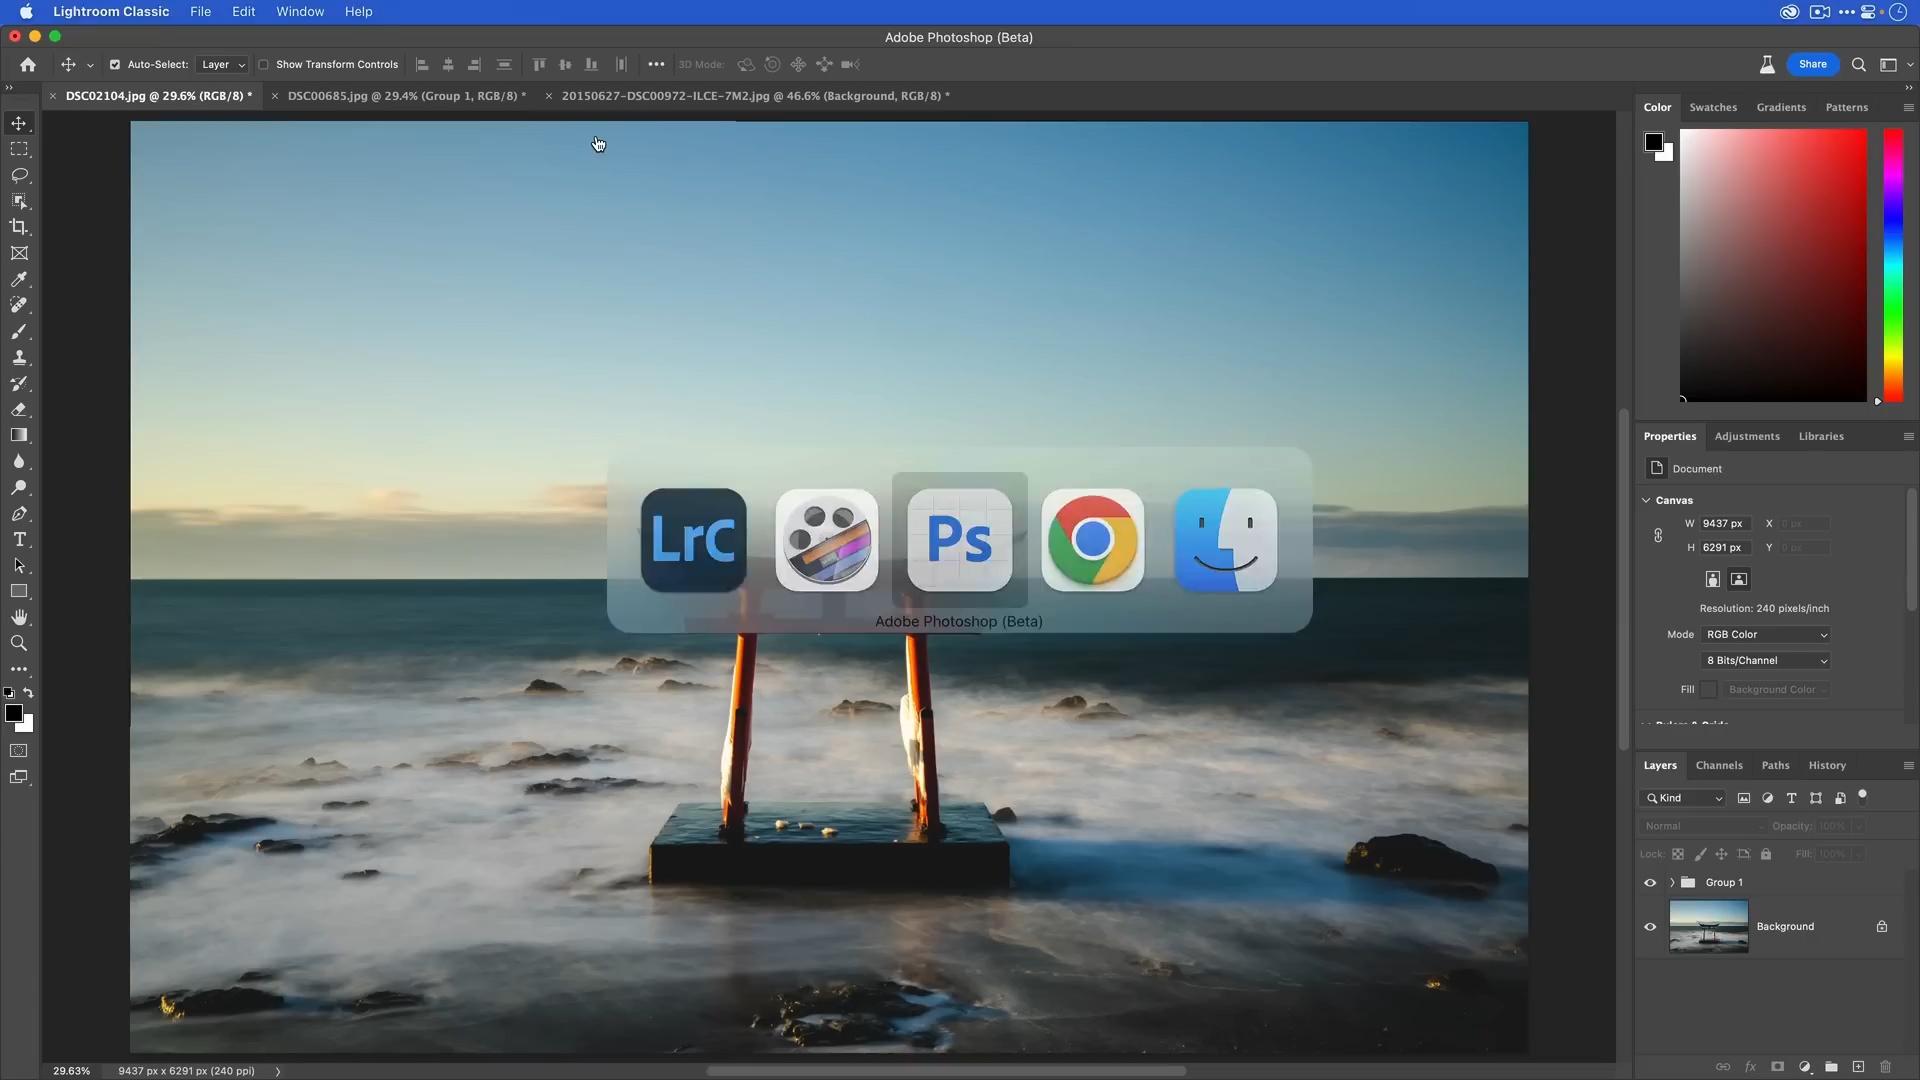 Lightroom Classic File Edit Window Help
Adobe Photoshop (Beta)
Auto-Select: Layer Show Transform Controls 3D Mode: Share
DSC02104.jpg @ 29.6% (RGB/8) * DSC00685.jpg @ 29.4% (Group 1, RGB/8) * 20150627-DSC00972-ILCE-7M2.jpg @ 46.6% (Background, RGB/8) *
Color Swatches Gradients Patterns
Properties Adjustments Libraries
Document
Canvas
W 9437 px X 0 px
H 6291 px Y 0 px
Resolution: 240 pixels/inch
Mode RGB Color
8 Bits/Channel
Fill Background Color
Rulers & Grids
LrC Ps
Adobe Photoshop (Beta)
Layers Channels Paths History
Kind
Normal Opacity: 100%
Lock: Fill: 100%
Group 1
Background
29.63% 9437 px x 6291 px (240 ppi)